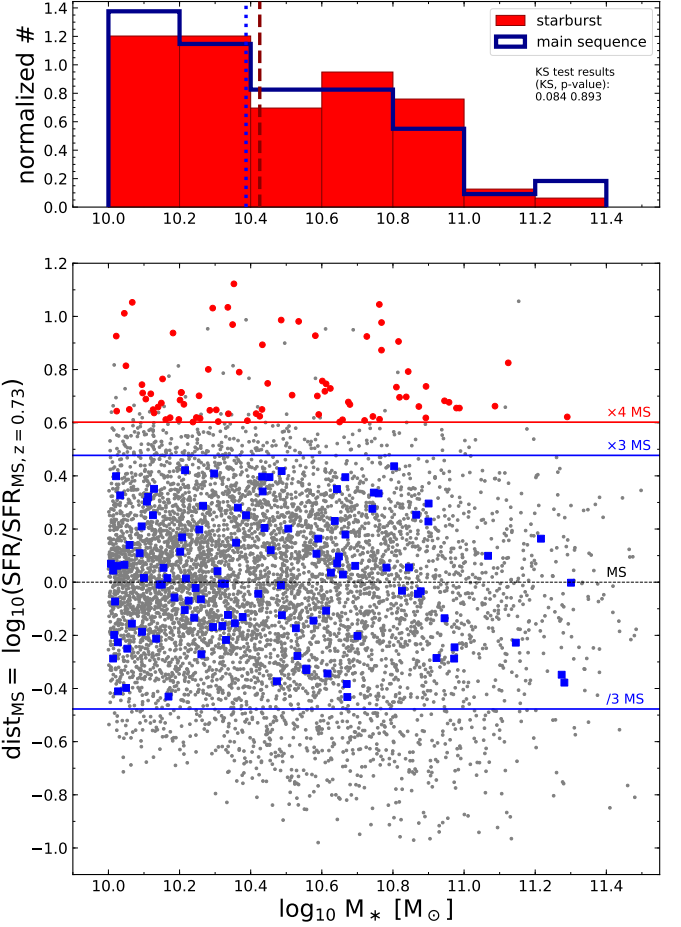 normalized #
1.4
1.2
1.0
0.8
0.6
0.4
0.2
0.0
starburst
main sequence
KS test results
(KS, p-value):
0.084 0.893
10.0 10.2 10.4 10.6 10.8 11.0 11.2 11.4
dist_MS = log₁₀(SFR/SFR_MS, z = 0.73)
1.2
1.0
0.8
0.6
0.4
0.2
0.0
−0.2
−0.4
−0.6
−0.8
−1.0
×4 MS
×3 MS
MS
/3 MS
10.0 10.2 10.4 10.6 10.8 11.0 11.2 11.4
log₁₀ M∗ [M⊙]